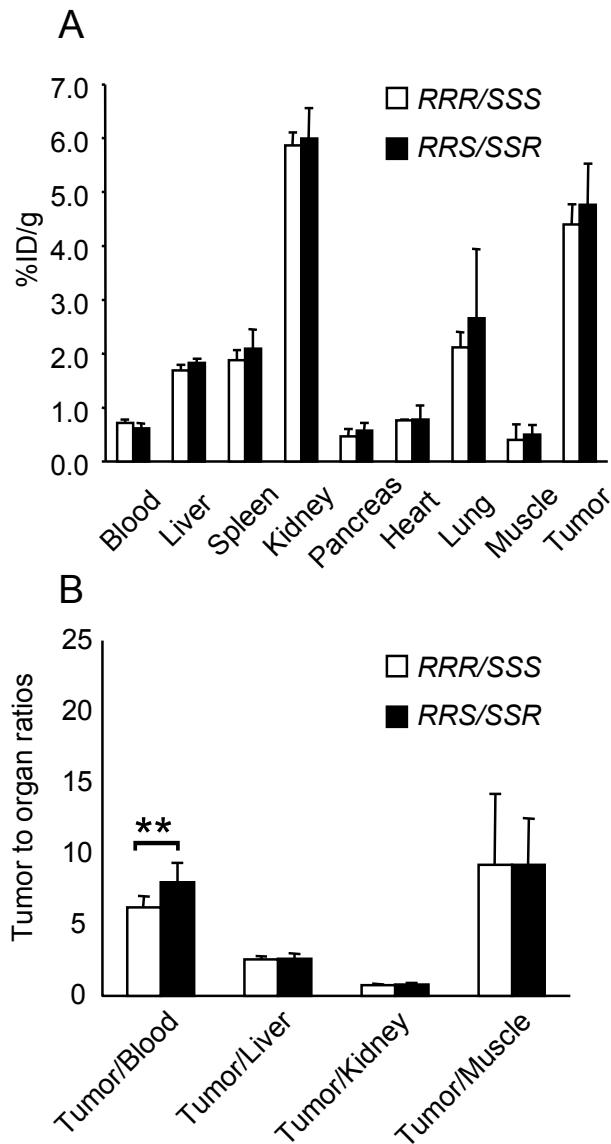 A
7.0
6.0
5.0
4.0
3.0
2.0
1.0
0.0
%ID/g
RRR/SSS
RRS/SSR
Blood
Liver
Spleen
Kidney
Pancreas
Heart
Lung
Muscle
Tumor
B
25
20
15
10
5
0
Tumor to organ ratios
RRR/SSS
RRS/SSR
**
Tumor/Blood
Tumor/Liver
Tumor/Kidney
Tumor/Muscle